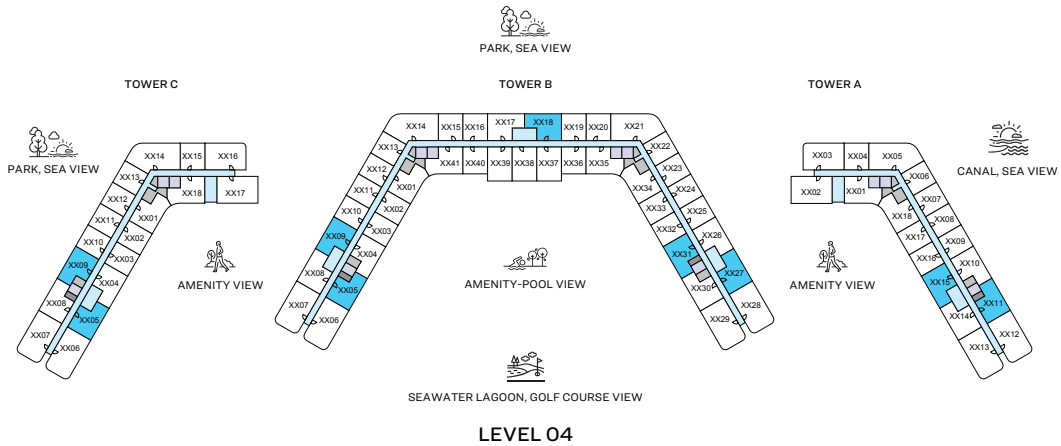 PARK, SEA VIEW
TOWER C
TOWER B
TOWER A
PARK, SEA VIEW
CANAL, SEA VIEW
XX14
XX15
XX16
XX13
XX18
XX17
XX12
XX01
XX11
XX02
XX10
XX03
XX09
XX04
XX08
XX05
XX07
XX06
AMENITY VIEW
XX14
XX15
XX16
XX17
XX18
XX19
XX20
XX21
XX13
XX41
XX40
XX39
XX38
XX37
XX36
XX35
XX22
XX12
XX01
XX34
XX23
XX11
XX02
XX33
XX24
XX10
XX03
XX32
XX25
XX09
XX04
XX31
XX26
XX08
XX05
XX30
XX27
XX07
XX06
XX29
XX28
AMENITY-POOL VIEW
XX03
XX04
XX05
XX02
XX01
XX06
XX18
XX07
XX17
XX08
XX16
XX09
XX15
XX10
XX14
XX11
XX13
XX12
AMENITY VIEW
SEAWATER LAGOON, GOLF COURSE VIEW
LEVEL 04